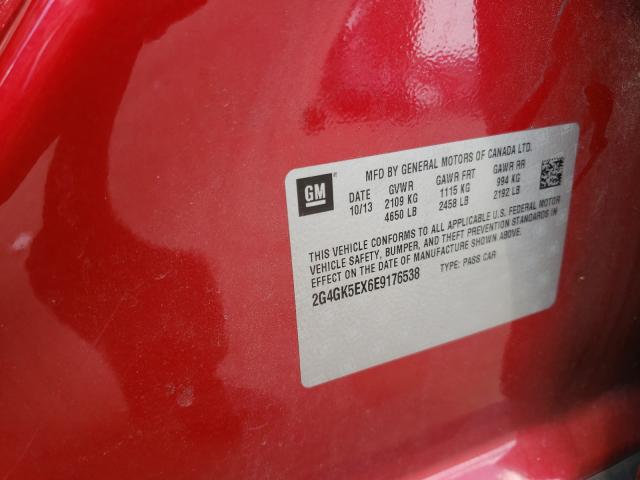 MFD BY GENERAL MOTORS OF CANADA LTD.
GM ®
DATE GVWR GAWR FRT GAWR RR
10/13 2109 KG 1115 KG 994 KG
4650 LB 2458 LB 2192 LB
THIS VEHICLE CONFORMS TO ALL APPLICABLE U.S. FEDERAL MOTOR
VEHICLE SAFETY, BUMPER, AND THEFT PREVENTION STANDARDS IN
EFFECT ON THE DATE OF MANUFACTURE SHOWN ABOVE.
2G4GK5EX6E9176538 TYPE: PASS CAR